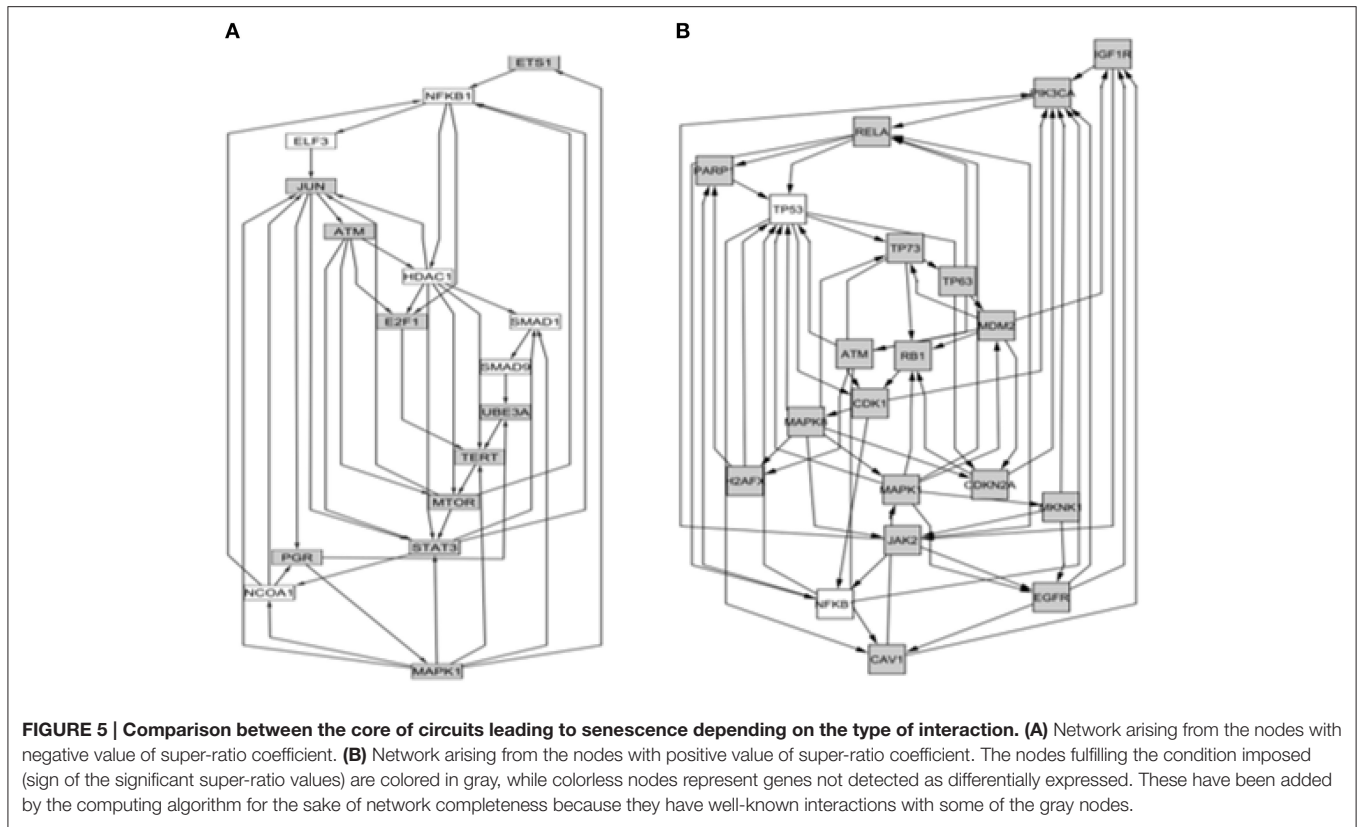 A
B
ETS1
NFKB1
ELF3
JUN
ATM
HDAC1
E2F1
SMAD1
SMAD9
UBE3A
TERT
MTOR
STAT3
PGR
NCOA1
MAPK1
IGF1R
PIK3CA
RELA
PARP1
TP53
TP73
TP63
MDM2
ATM
RB1
CDK1
MAPK8
H2AFX
MAPK1
CDKN2A
MKNK1
JAK2
NFKB
EGFR
CAV1
FIGURE 5 | Comparison between the core of circuits leading to senescence depending on the type of interaction. (A) Network arising from the nodes with
negative value of super-ratio coefficient. (B) Network arising from the nodes with positive value of super-ratio coefficient. The nodes fulfilling the condition imposed
(sign of the significant super-ratio values) are colored in gray, while colorless nodes represent genes not detected as differentially expressed. These have been added
by the computing algorithm for the sake of network completeness because they have well-known interactions with some of the gray nodes.